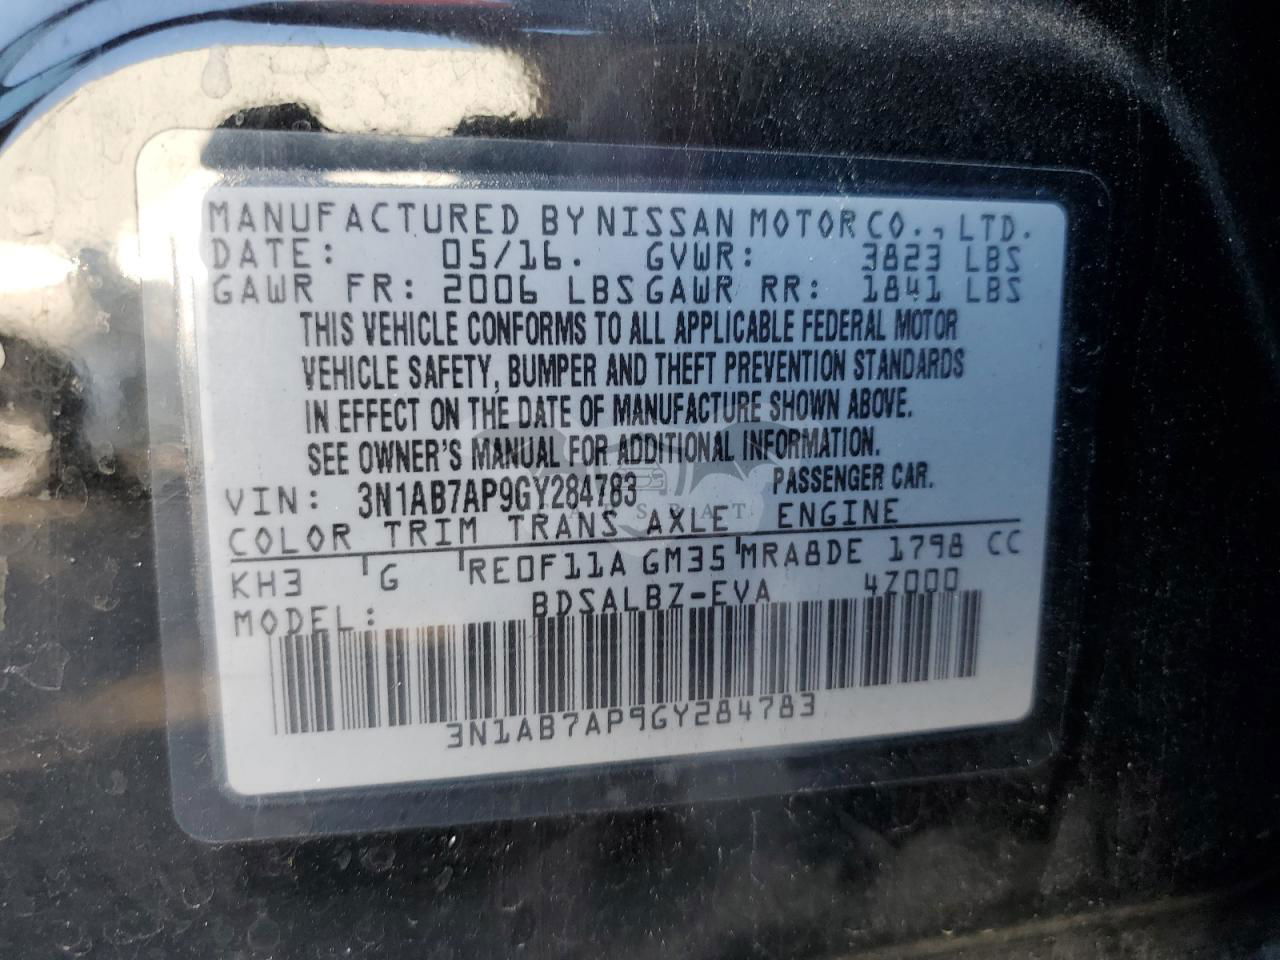 MANUFACTURED BY NISSAN MOTOR CO., LTD.
DATE: 05/16. GVWR: 3823 LBS
GAWR FR: 2006 LBS GAWR RR: 1841 LBS
THIS VEHICLE CONFORMS TO ALL APPLICABLE FEDERAL MOTOR
VEHICLE SAFETY, BUMPER AND THEFT PREVENTION STANDARDS
IN EFFECT ON THE DATE OF MANUFACTURE SHOWN ABOVE.
SEE OWNER'S MANUAL FOR ADDITIONAL INFORMATION.
VIN: 3N1AB7AP9GY284783 PASSENGER CAR.
COLOR TRIM TRANS AXLE ENGINE
KH3 G RE0F11A GM35 MRA8DE 1798 CC
MODEL: BDSALBZ-EVA 4Z000
3N1AB7AP9GY284783